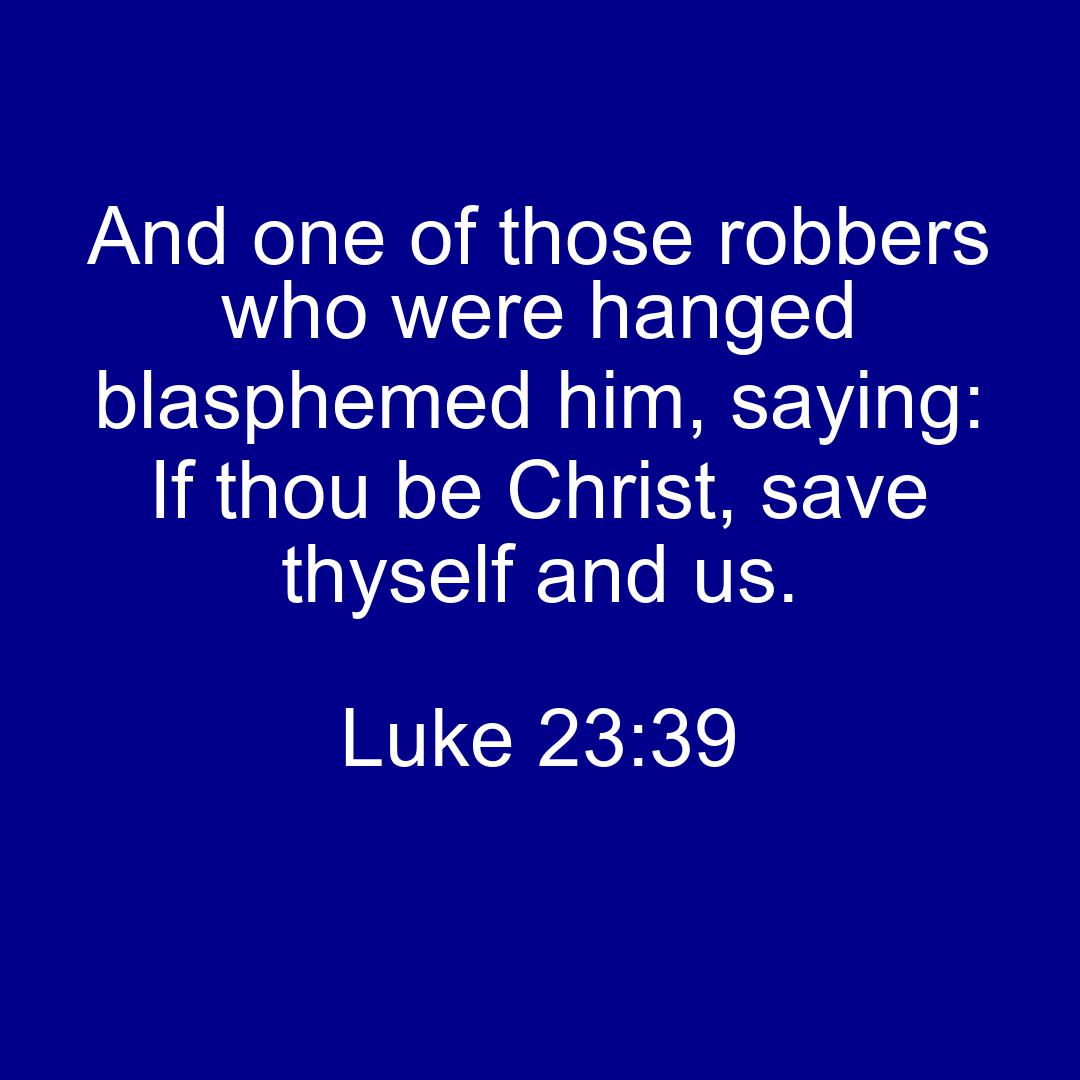 And one of those robbers
who were hanged
blasphemed him, saying:
If thou be Christ, save
thyself and us.
Luke 23:39